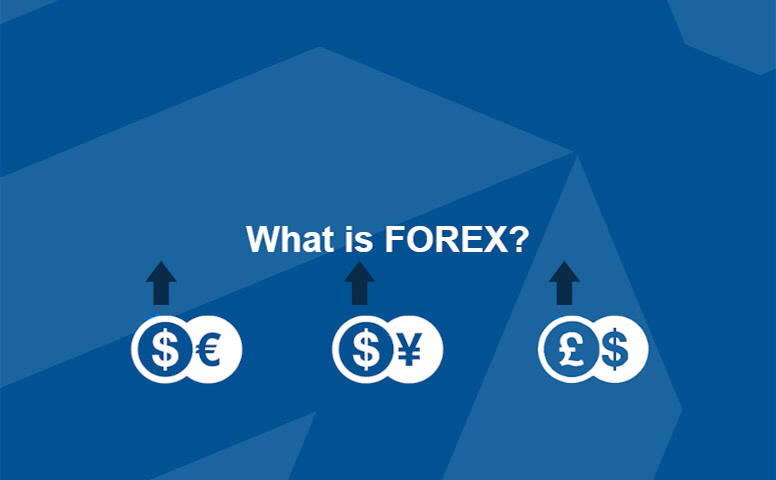 What is FOREX?
$ € $ ¥ £ $